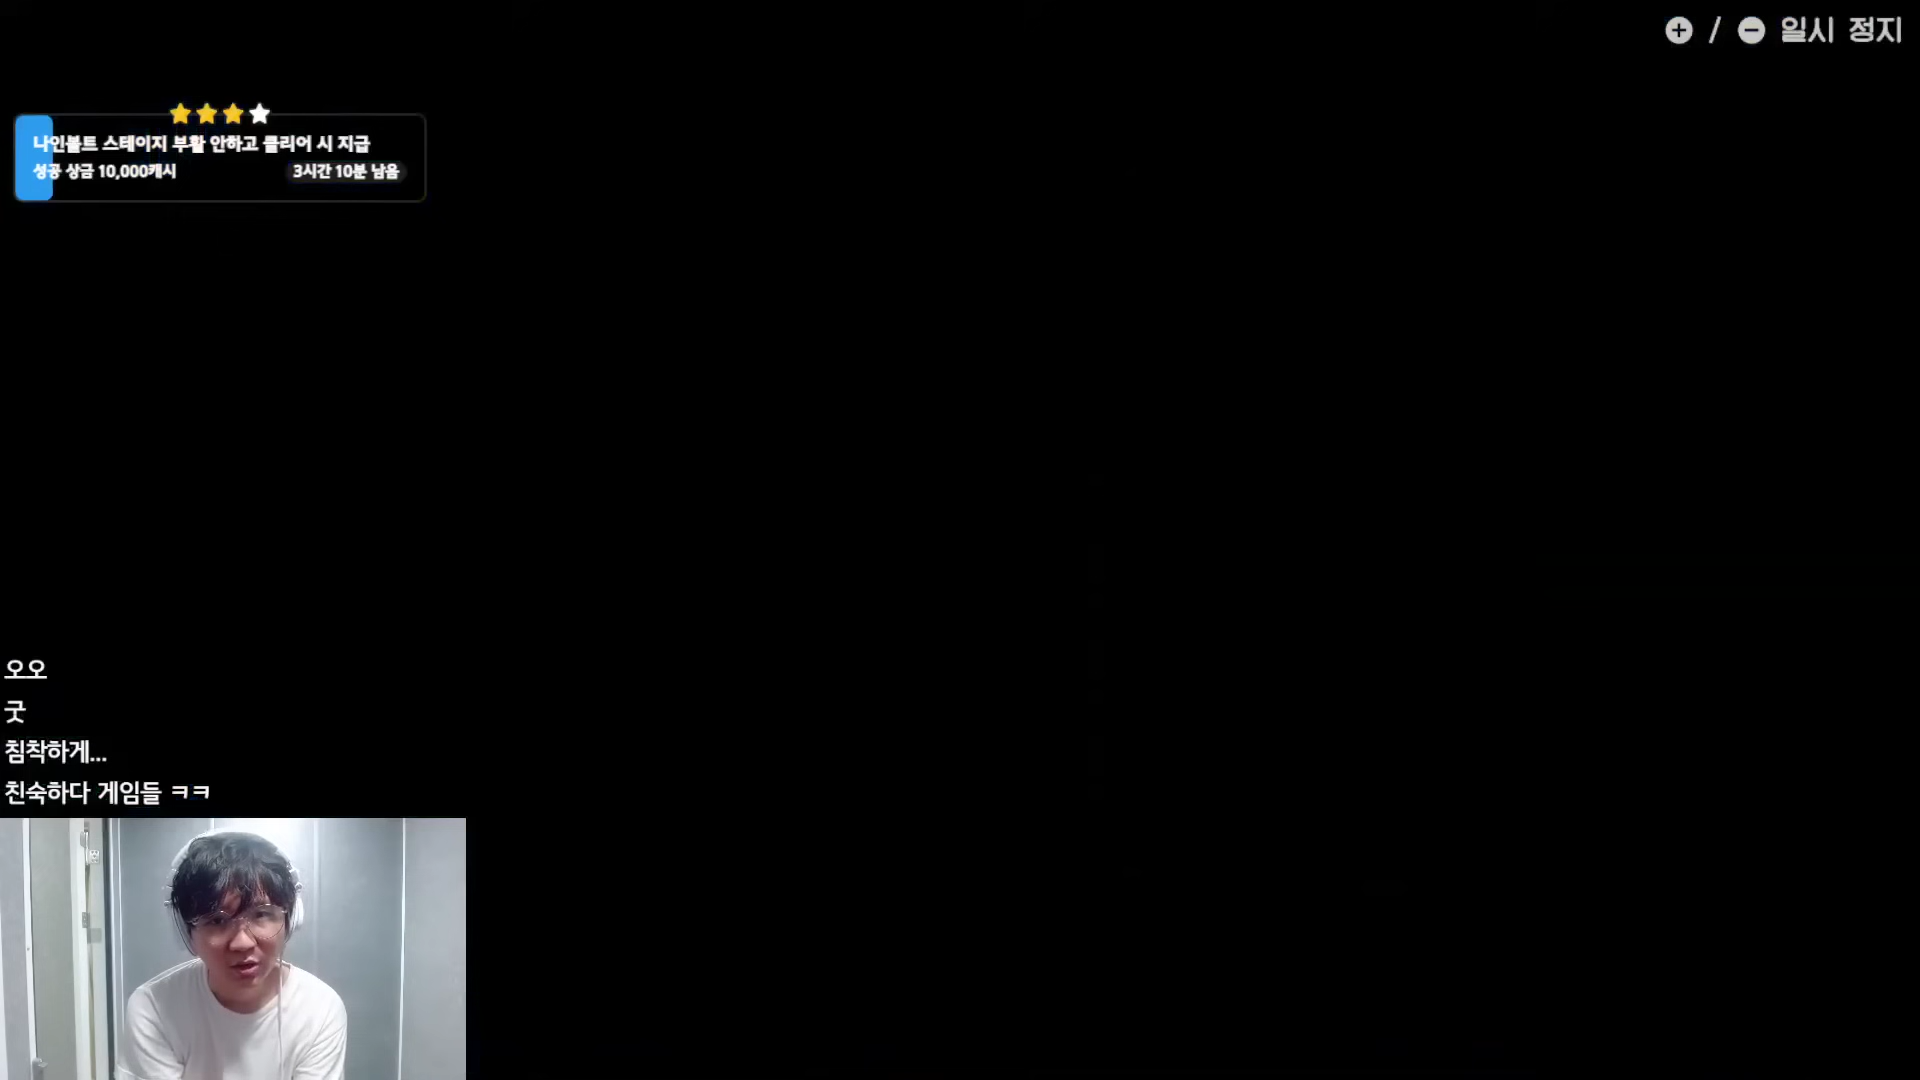 + / - 일시 정지
나인볼트 스테이지 부활 안하고 클리어 시 지급
성공 상금 10,000캐시 3시간 10분 남음
오오
굿
침착하게...
친숙하다 게임들 ㅋㅋ